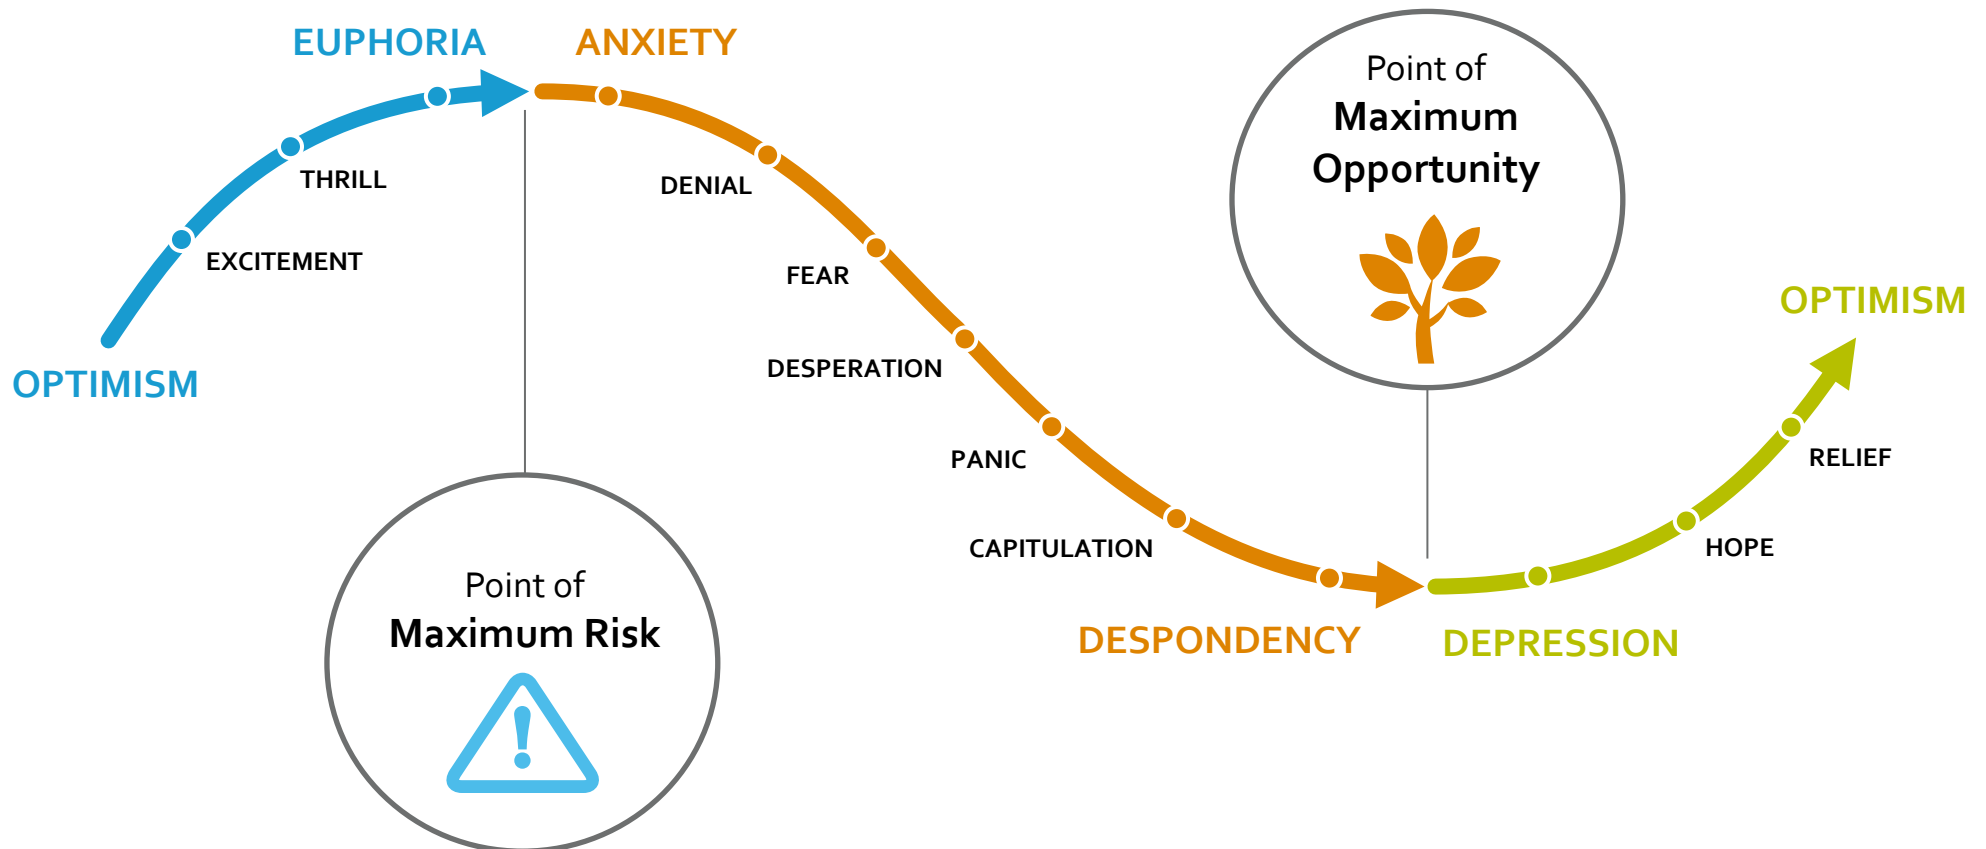 OPTIMISM
EXCITEMENT
THRILL
EUPHORIA
Point of
Maximum Risk
ANXIETY
DENIAL
FEAR
DESPERATION
PANIC
CAPITULATION
DESPONDENCY
Point of
Maximum
Opportunity
DEPRESSION
HOPE
RELIEF
OPTIMISM